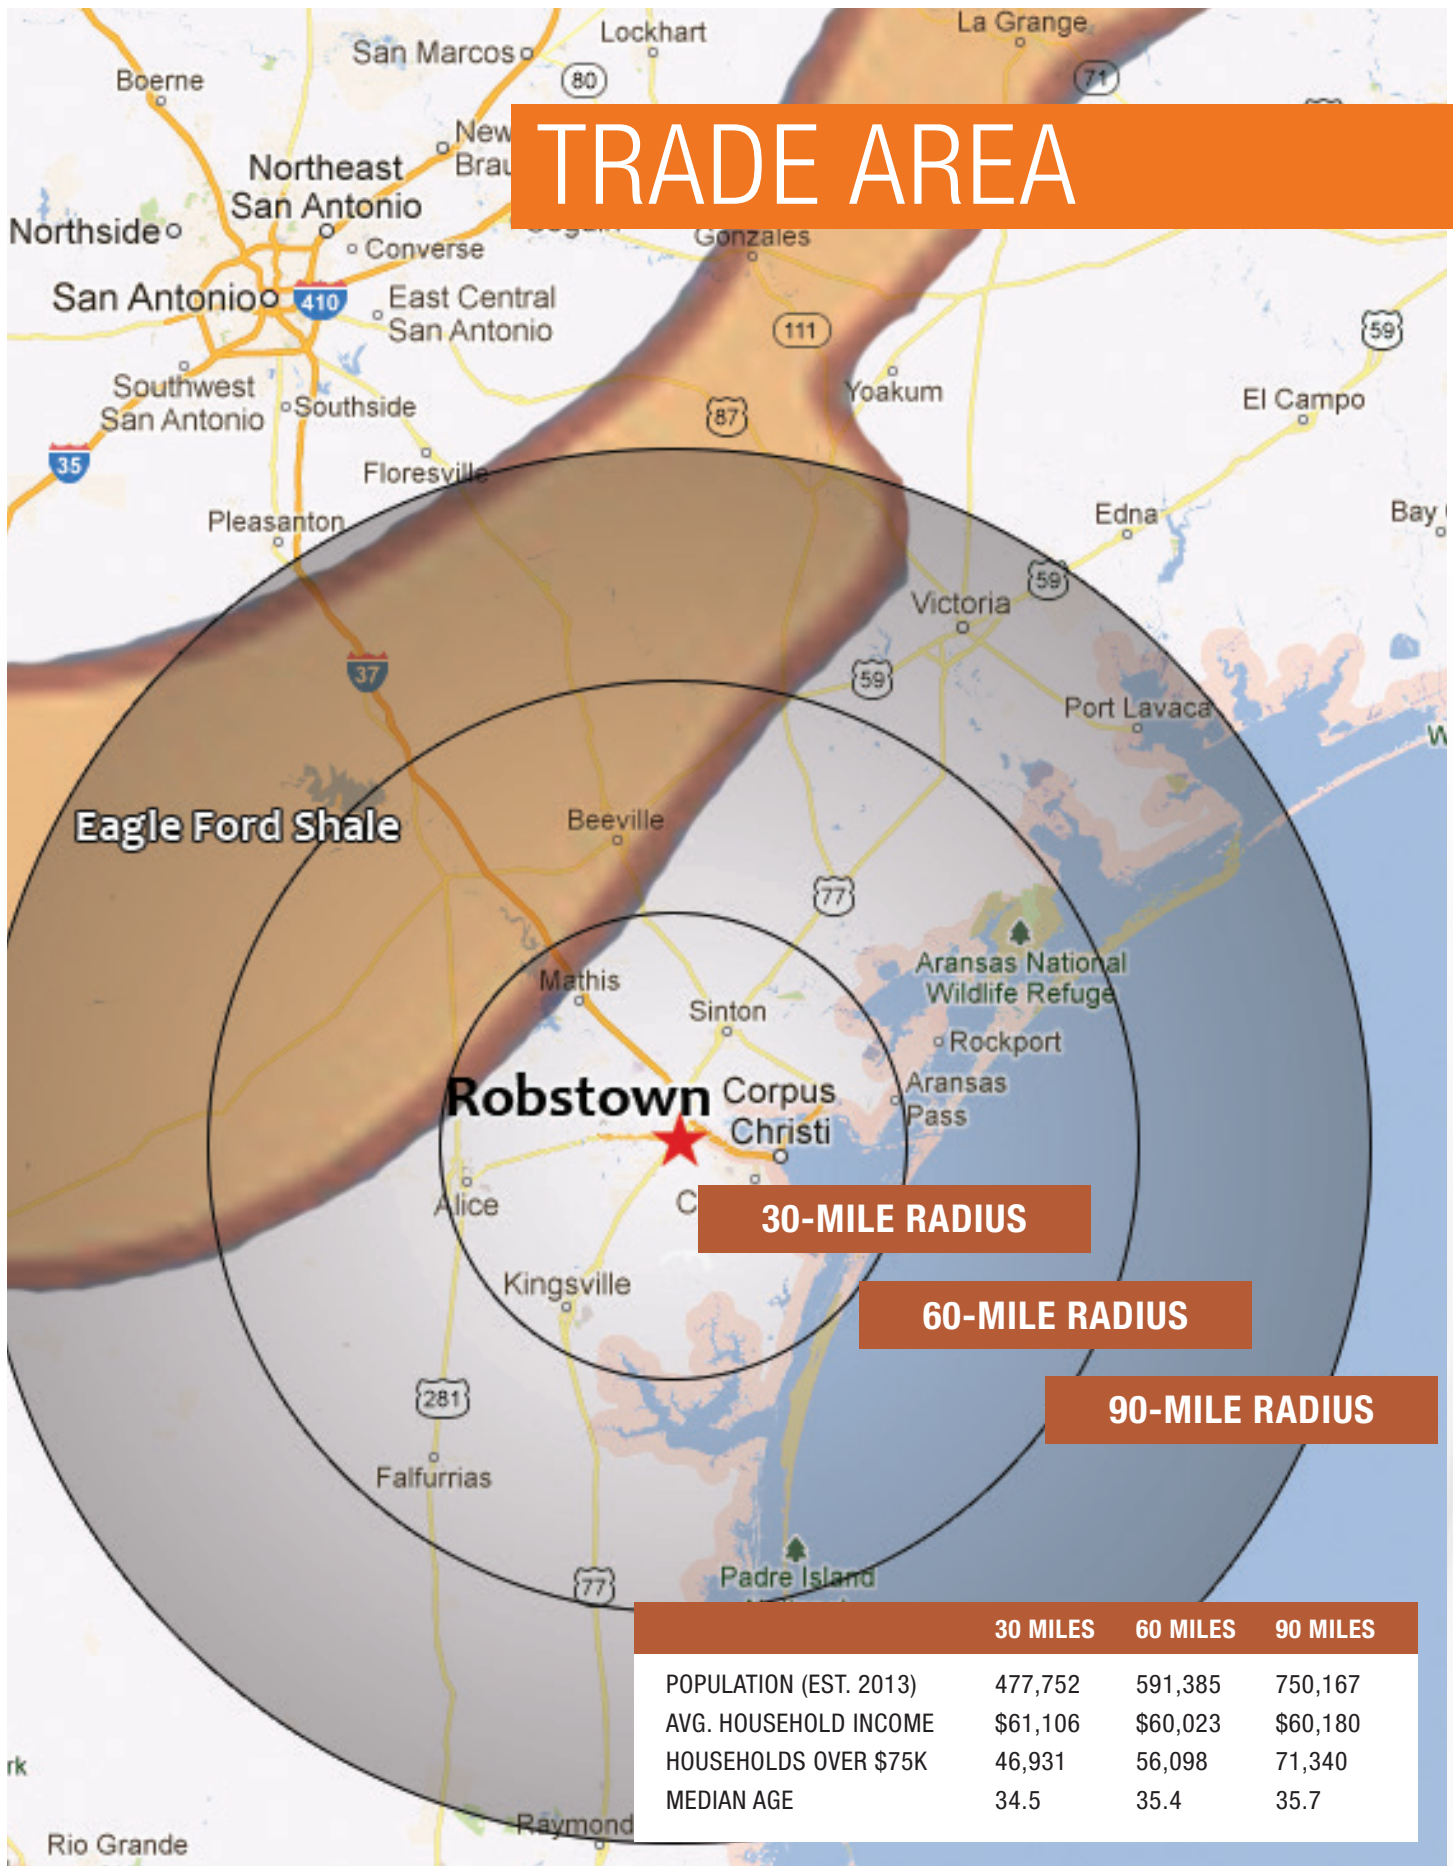 La Grange
Lockhart
San Marcos
80
71
Boerne
New
Brau
TRADE AREA
Northeast
San Antonio
Northside
Converse
Gonzales
San Antonio
410
East Central
San Antonio
111
59
Southwest
San Antonio
Southside
Yoakum
El Campo
87
35
Floresville
Pleasanton
Edna
Bay
59
Victoria
37
59
Port Lavaca
W
Eagle Ford Shale
Beeville
77
Aransas National
Wildlife Refuge
Mathis
Sinton
Rockport
Robstown
Corpus
Christi
Aransas
Pass
Alice
C
30-MILE RADIUS
Kingsville
60-MILE RADIUS
281
90-MILE RADIUS
Falfurrias
77
Padre Island
30 MILES 60 MILES 90 MILES
POPULATION (EST. 2013) 477,752 591,385 750,167
AVG. HOUSEHOLD INCOME $61,106 $60,023 $60,180
HOUSEHOLDS OVER $75K 46,931 56,098 71,340
MEDIAN AGE 34.5 35.4 35.7
rk
Raymond
Rio Grande